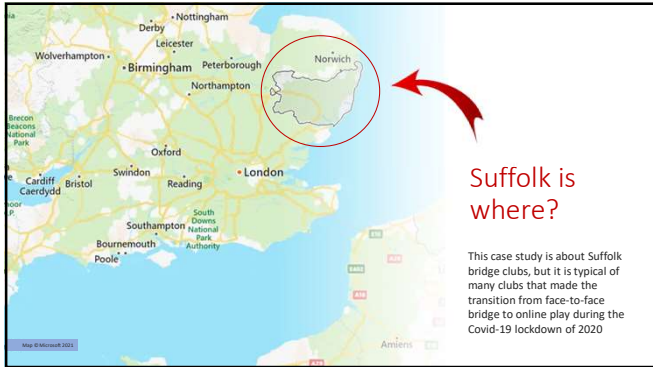 Nottingham
Derby
Leicester
Wolverhampton
Norwich
Birmingham
Peterborough
Northampton
Brecon
Beacons
National
Park
Oxford
Cardiff
Caerdydd
Bristol
Swindon
Reading
London
South
Downs
National
Park
Authority
Southampton
Bournemouth
Poole
Amiens
Map © Microsoft 2021
Suffolk is
where?
This case study is about Suffolk
bridge clubs, but it is typical of
many clubs that made the
transition from face-to-face
bridge to online play during the
Covid-19 lockdown of 2020